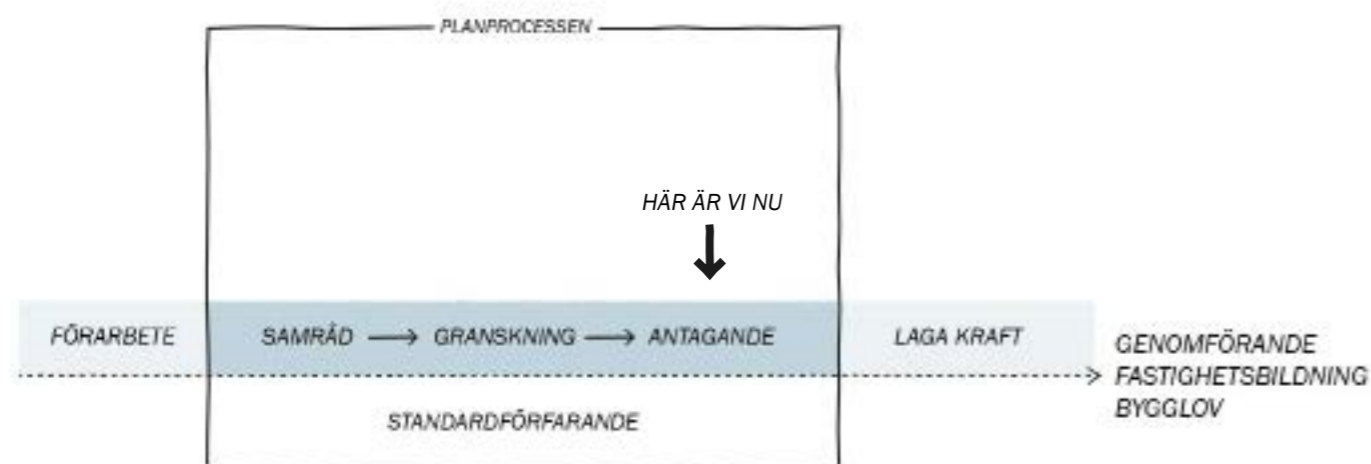 PLANPROCESSEN
HÄR ÄR VI NU
FÖRARBETE
SAMRÅD → GRANSKNING → ANTAGANDE
LAGA KRAFT
GENOMFÖRANDE
FASTIGHETSBILDNING
BYGGLOV
STANDARDFÖRFARANDE